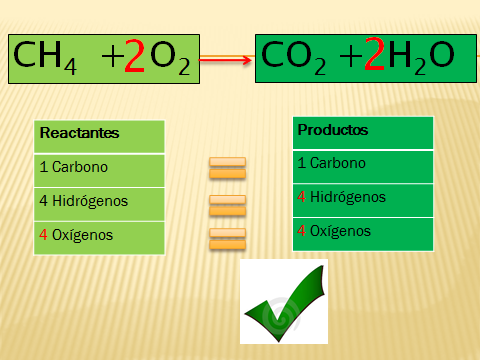 CH₄ +2O₂ → CO₂ +2H₂O
Reactantes
1 Carbono
4 Hidrógenos
4 Oxígenos
Productos
1 Carbono
4 Hidrógenos
4 Oxígenos